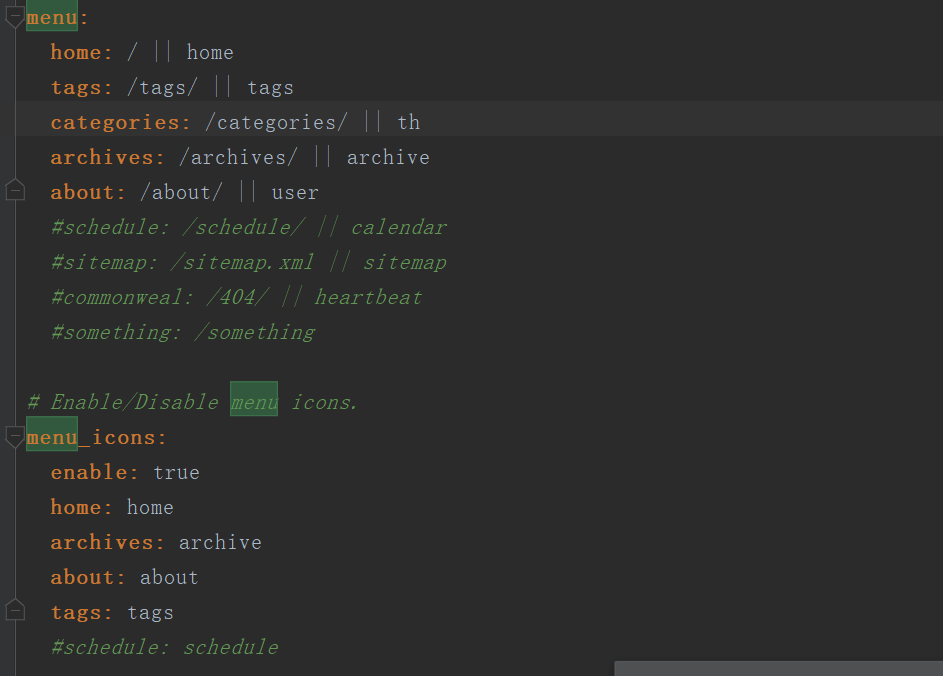 menu:
home: / || home
tags: /tags/ || tags
categories: /categories/ || th
archives: /archives/ || archive
about: /about/ || user
#schedule: /schedule/ || calendar
#sitemap: /sitemap.xml || sitemap
#commonweal: /404/ || heartbeat
#something: /something
# Enable/Disable menu icons.
menu_icons:
enable: true
home: home
archives: archive
about: about
tags: tags
#schedule: schedule